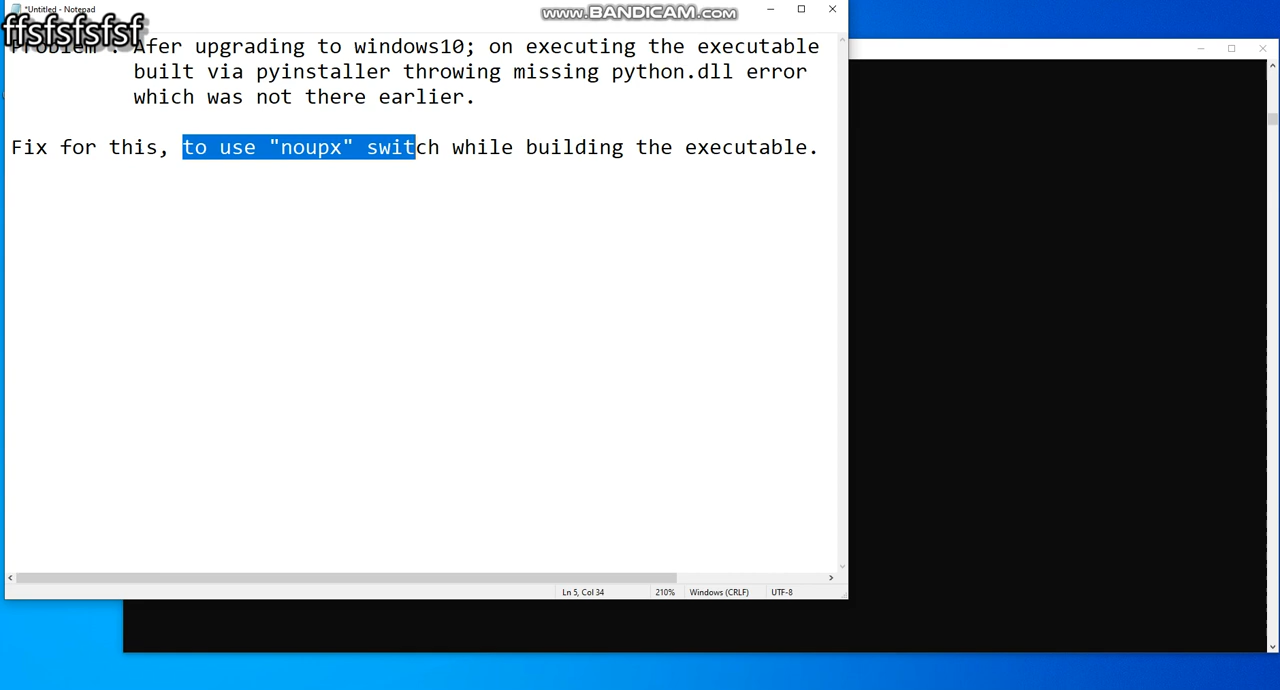 *Untitled - Notepad
www.BANDICAM.com
ffsfsfsfsf
Problem : Afer upgrading to windows10; on executing the executable
built via pyinstaller throwing missing python.dll error
which was not there earlier.
Fix for this, to use "noupx" switch while building the executable.
Ln 5, Col 34
210%
Windows (CRLF)
UTF-8